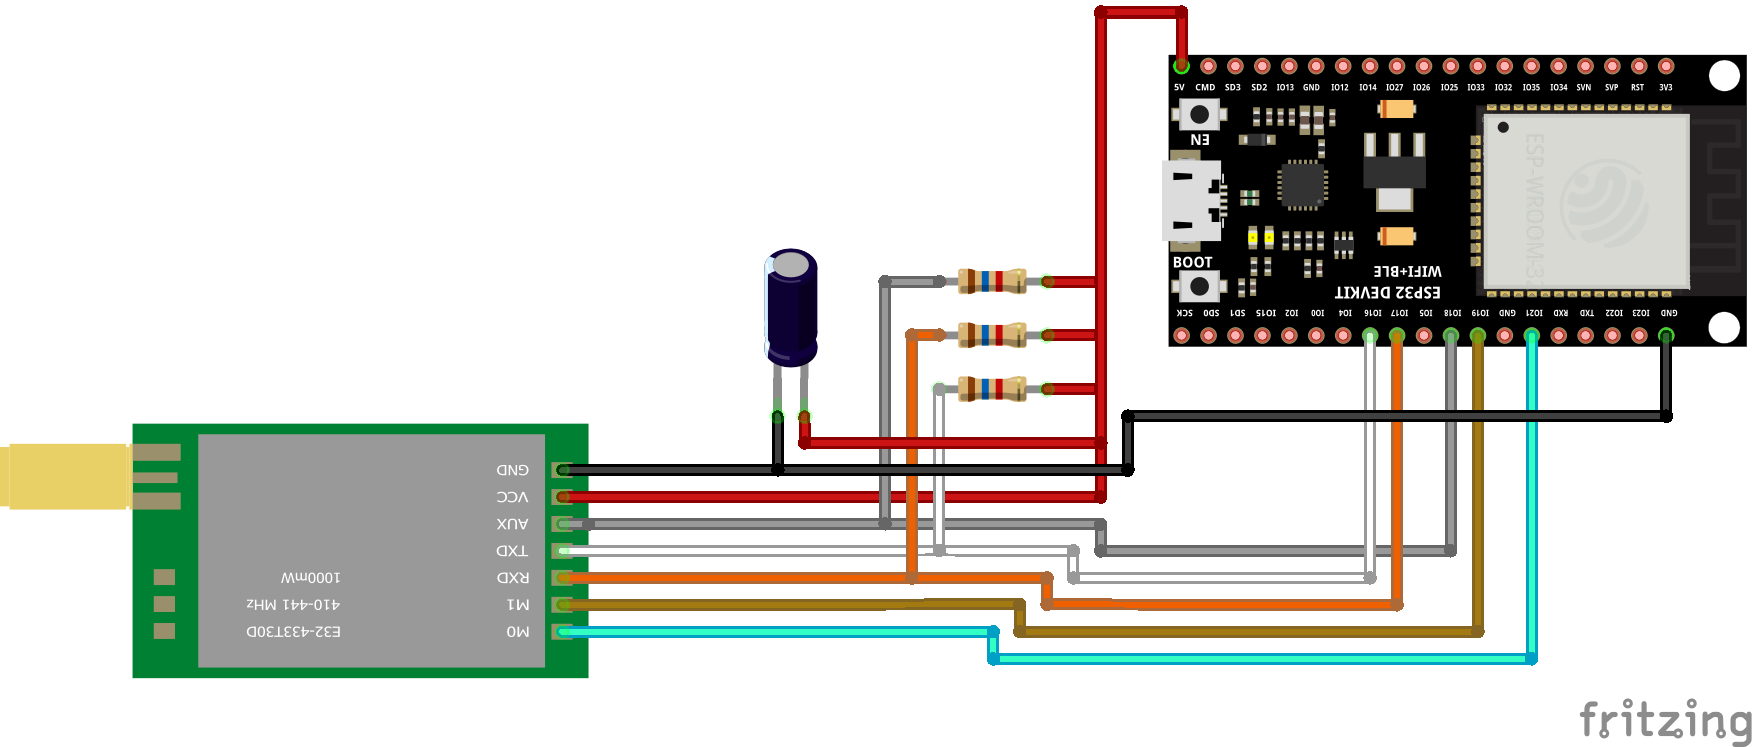 5V CMD SD3 SD2 IO13 GND IO12 IO14 IO27 IO26 IO25 IO33 IO32 IO35 IO34 SVN SVP RST 3V3
EN
ESP-WROOM-32
BOOT
WIFI+BLE
ESP32 DEVKIT
SCK SD0 SD1 IO15 IO2 IO0 IO4 IO16 IO17 IO5 IO18 IO19 GND IO21 RXD TXD IO22 IO23 GND
GND
VCC
AUX
TXD
RXD
M1
M0
1000mW
410-441 MHz
E32-433T30D
fritzing